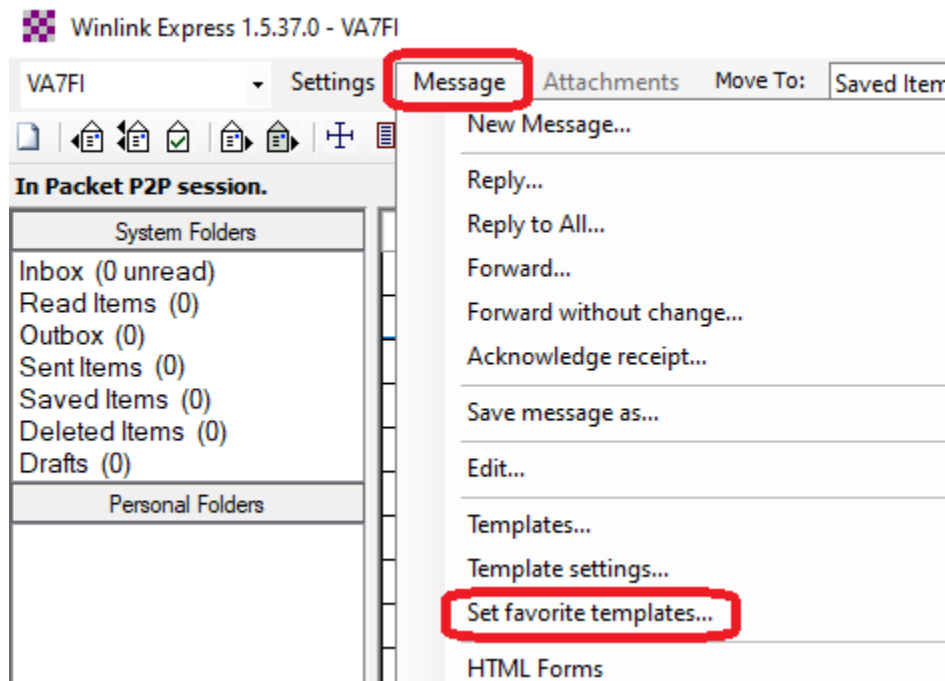 Winlink Express 1.5.37.0 - VA7FI
VA7FI Settings Message Attachments Move To: Saved Item
In Packet P2P session.
System Folders
Inbox (0 unread)
Read Items (0)
Outbox (0)
Sent Items (0)
Saved Items (0)
Deleted Items (0)
Drafts (0)
Personal Folders
New Message...
Reply...
Reply to All...
Forward...
Forward without change...
Acknowledge receipt...
Save message as...
Edit...
Templates...
Template settings...
Set favorite templates...
HTML Forms